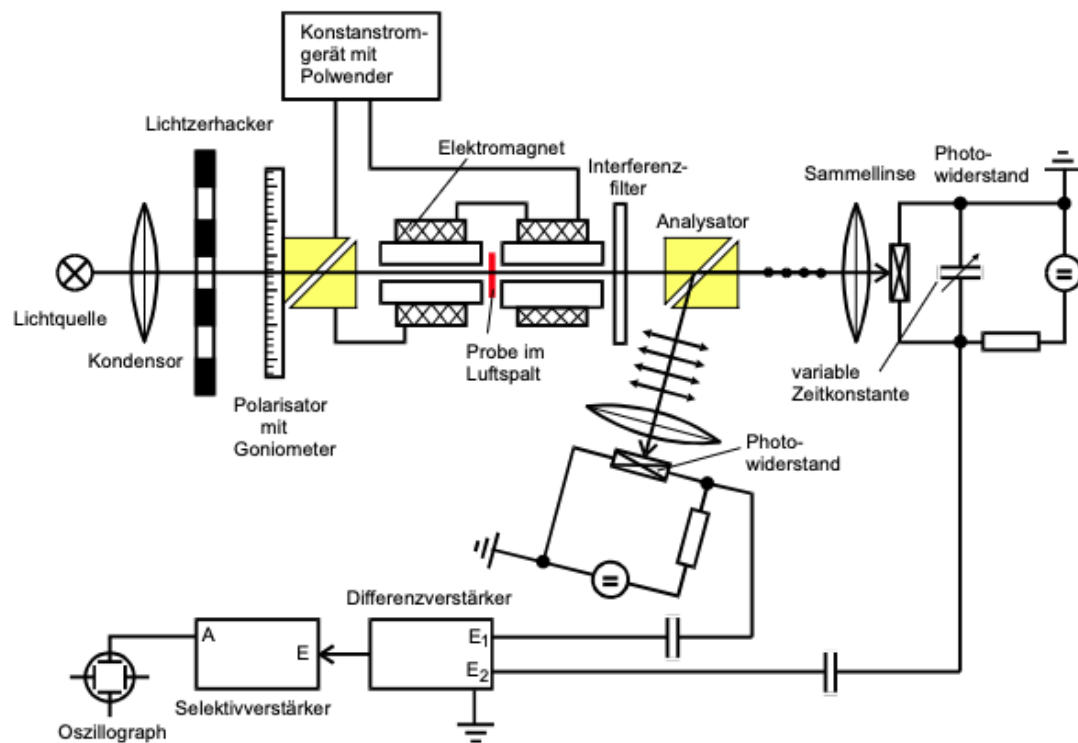 Konstanstrom-
gerät mit
Polwender
Lichtzerhacker
Elektromagnet
Interferenz-
filter
Analysator
Sammellinse
Photo-
widerstand
Lichtquelle
Kondensor
Polarisator
mit
Goniometer
Probe im
Luftspalt
variable
Zeitkonstante
Photo-
widerstand
Differenzverstärker
A
E
E1
E2
Selektivverstärker
Oszillograph